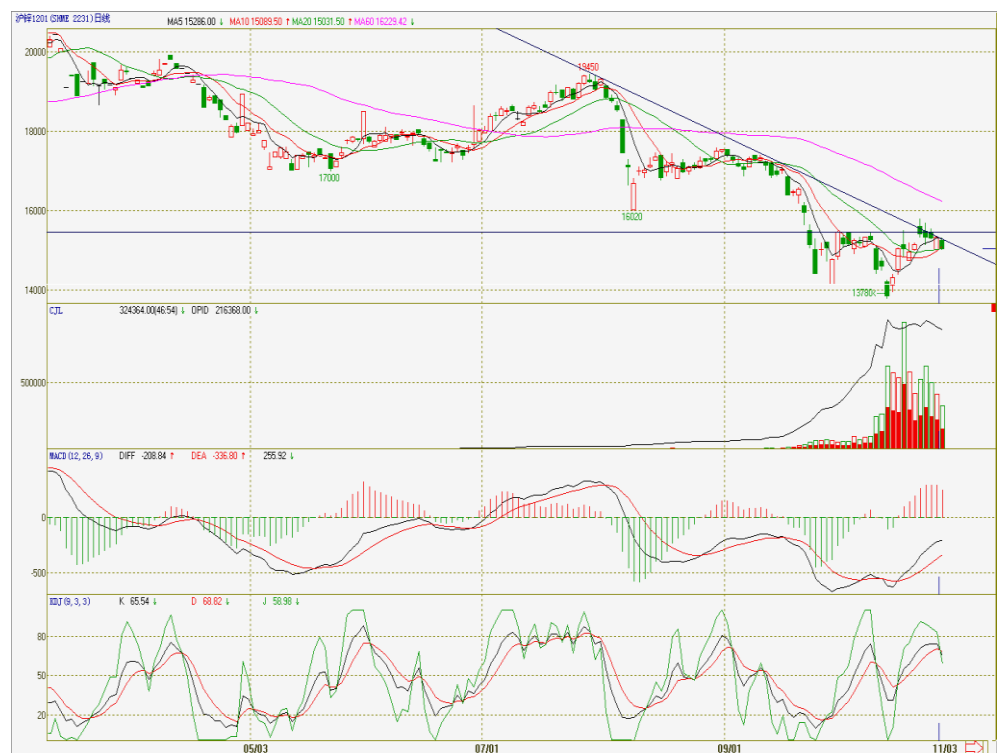 沪锌1201(SHME 2231)日线 MA5 15286.00 ↓ MA10 15089.50 ↑ MA20 15031.50 ↑ MA60 16229.42 ↓
20000
19450
18000
17000
16000
16020
14000
13780
CJL 324364.00(46:54) ↓ OPID 216368.00 ↓
500000
MACD(12,26,9) DIFF -208.84 ↑ DEA -336.80 ↑ 255.92 ↓
0
-500
KDJ(9,3,3) K 65.54 ↓ D 68.82 ↓ J 58.98 ↓
80
50
20
05/03 07/01 09/01 11/03